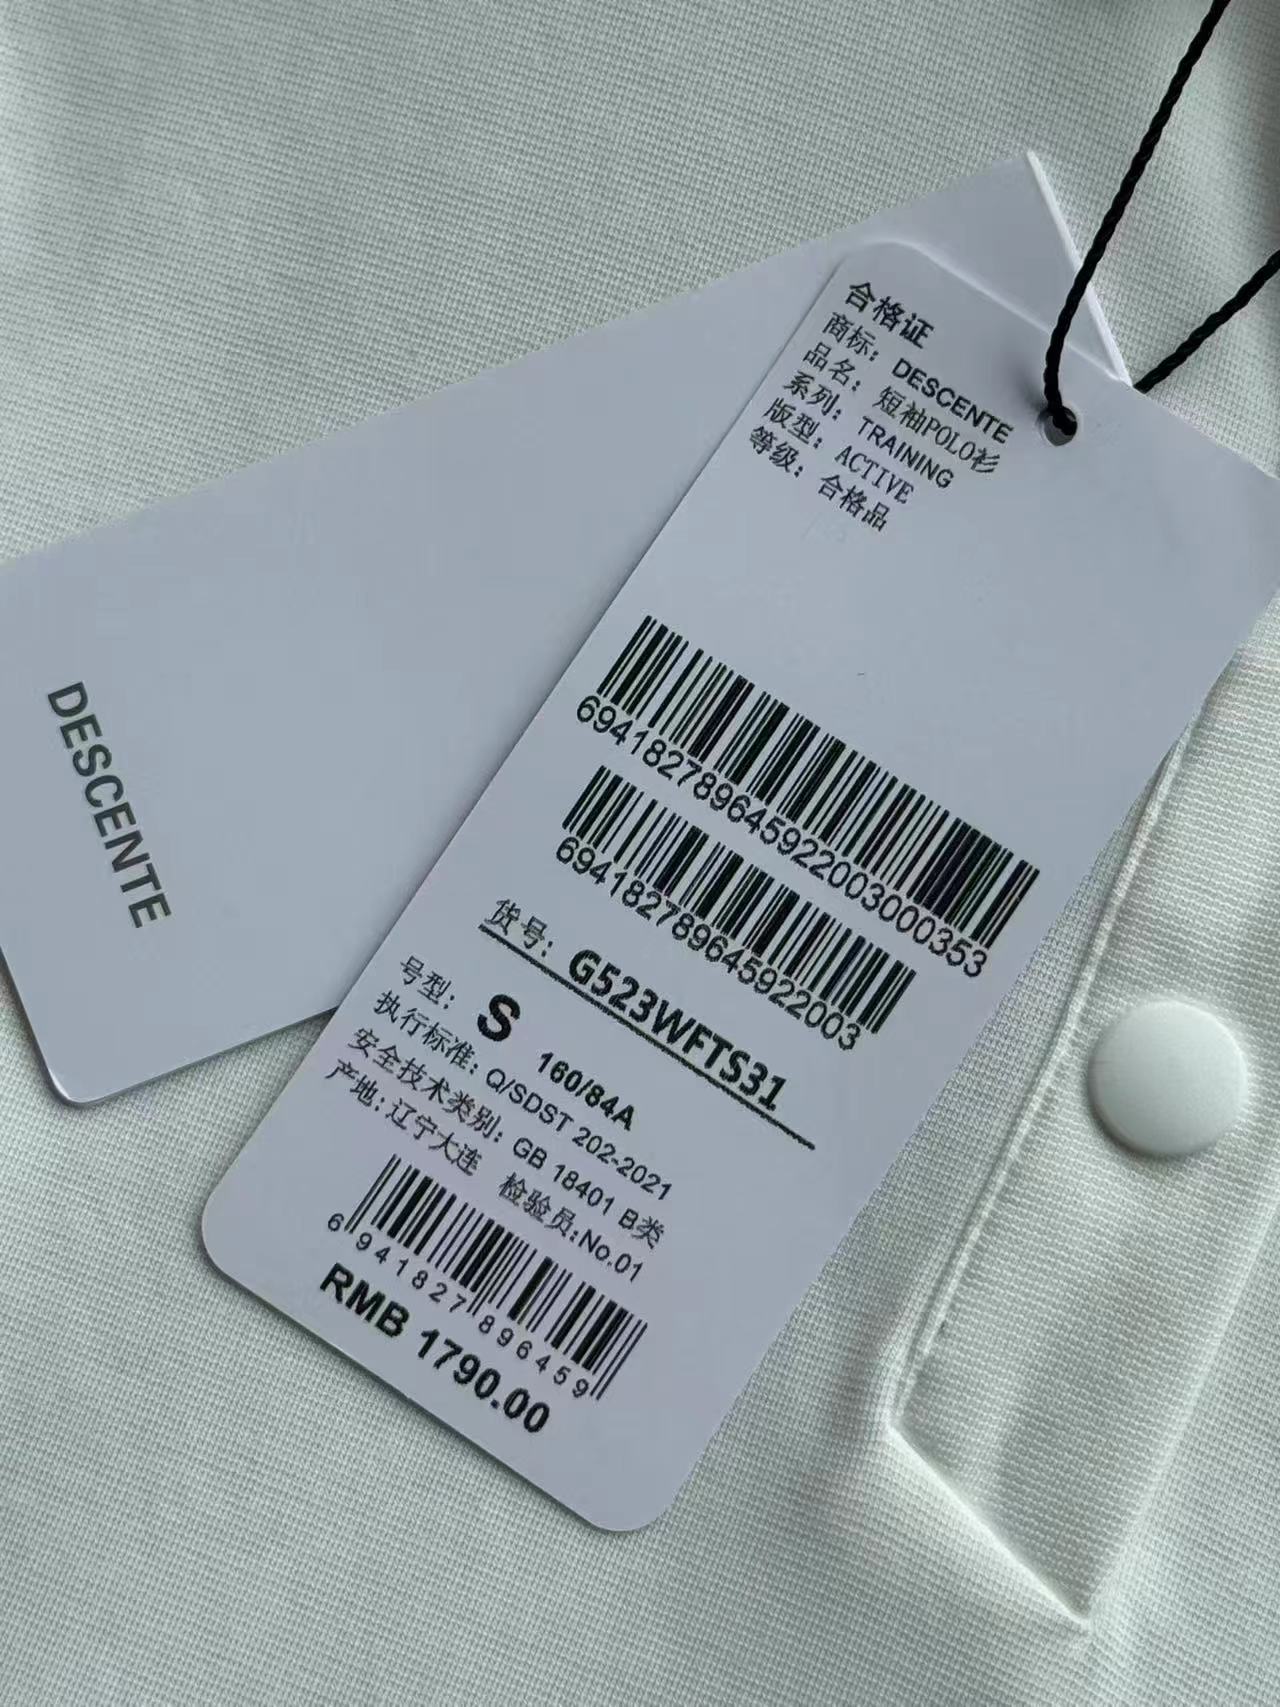 合格证
商标：DESCENTE
品名：短袖POLO衫
系列：TRAINING
版型：ACTIVE
等级：合格品
694182789645922003000353
694182789645922003
货号：G523WFTS31
号型：S 160/84A
执行标准：Q/SDST 202-2021
安全技术类别：GB 18401 B类
产地:辽宁大连 检验员:No.01
6941827896459
RMB 1790.00
DESCENTE